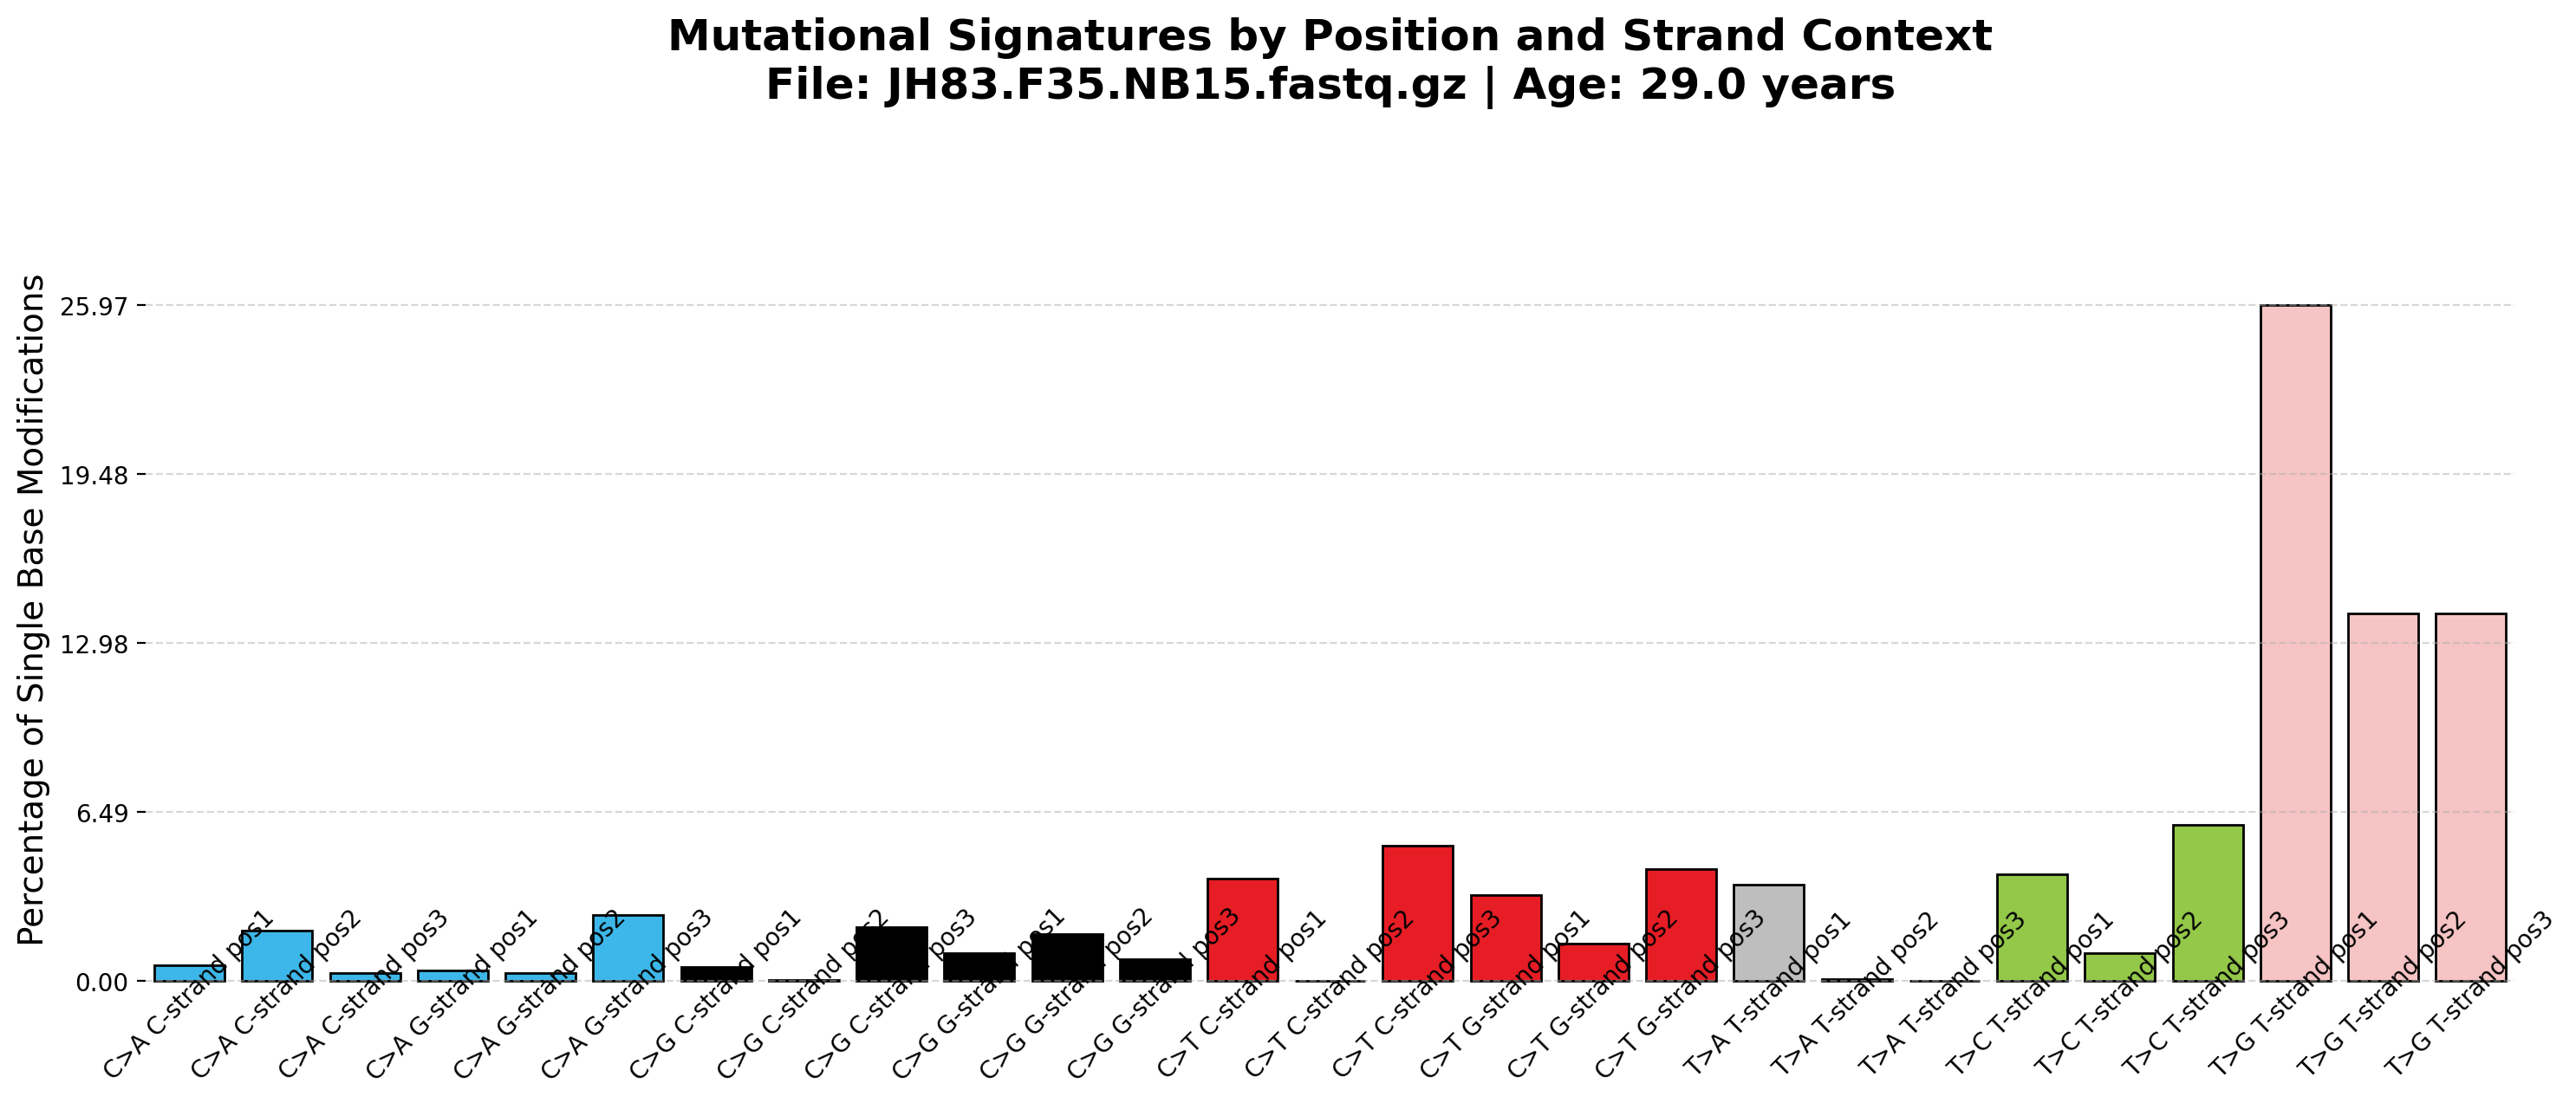 Mutational Signatures by Position and Strand Context
File: JH83.F35.NB15.fastq.gz | Age: 29.0 years
Percentage of Single Base Modifications
25.97
19.48
12.98
6.49
0.00
C>A C-strand pos1
C>A C-strand pos2
C>A C-strand pos3
C>A G-strand pos1
C>A G-strand pos2
C>A G-strand pos3
C>G C-strand pos1
C>G C-strand pos2
C>G C-strand pos3
C>G G-strand pos1
C>G G-strand pos2
C>G G-strand pos3
C>T C-strand pos1
C>T C-strand pos2
C>T C-strand pos3
C>T G-strand pos1
C>T G-strand pos2
C>T G-strand pos3
T>A T-strand pos1
T>A T-strand pos2
T>A T-strand pos3
T>C T-strand pos1
T>C T-strand pos2
T>C T-strand pos3
T>G T-strand pos1
T>G T-strand pos2
T>G T-strand pos3